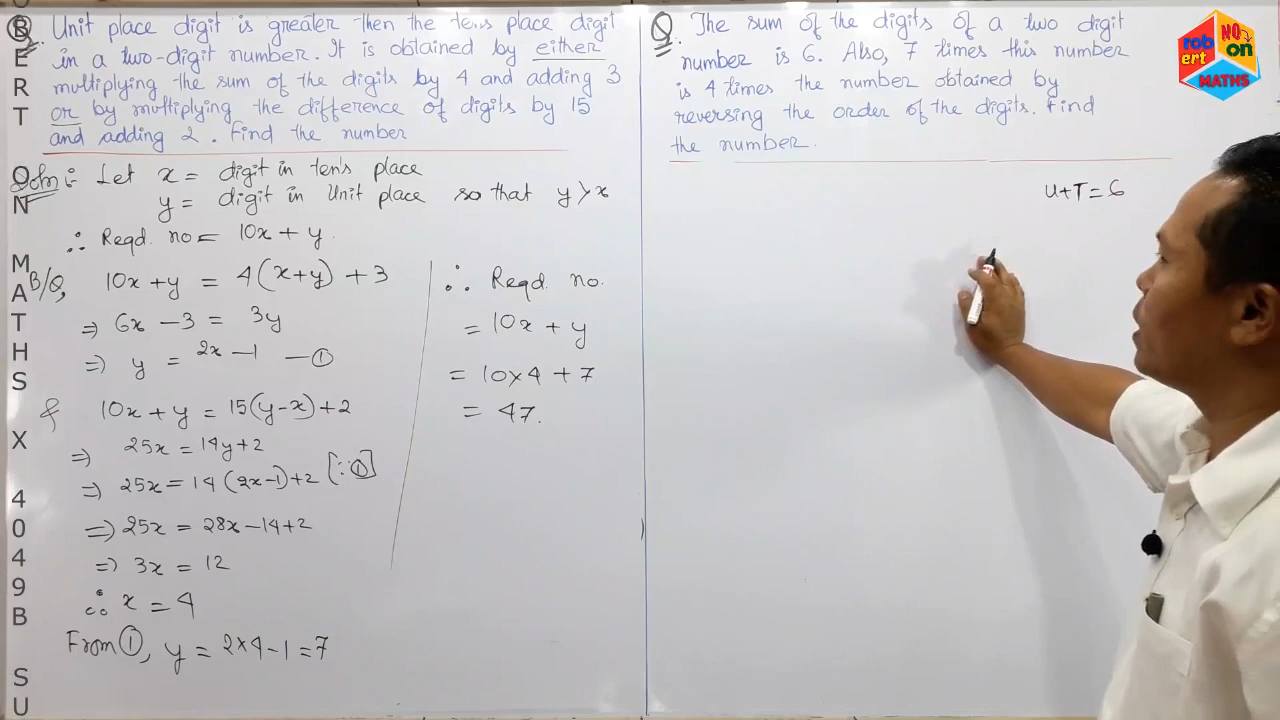 Q. Unit place digit is greater then the tens place digit
in a two-digit number. It is obtained by either
multiplying the sum of the digits by 4 and adding 3
or by multiplying the difference of digits by 15
and adding 2. Find the number
Soln:- Let x = digit in ten's place
y = digit in Unit place so that y > x
∴ Reqd. no = 10x + y.
B/Q, 10x + y = 4(x+y) + 3
⇒ 6x - 3 = 3y
⇒ y = 2x - 1 — ①
& 10x + y = 15(y-x) + 2
⇒ 25x = 14y + 2
⇒ 25x = 14(2x-1) + 2 [∵ ①]
⇒ 25x = 28x - 14 + 2
⇒ 3x = 12
∴ x = 4
From ①, y = 2×4 - 1 = 7
∴ Reqd. no.
= 10x + y
= 10×4 + 7
= 47.
Q. The sum of the digits of a two digit
number is 6. Also, 7 times this number
is 4 times the number obtained by
reversing the order of the digits. Find
the number.
U+T = 6
rob ert
NO on
MATHS
BERT ON MATHS X 4049B SU